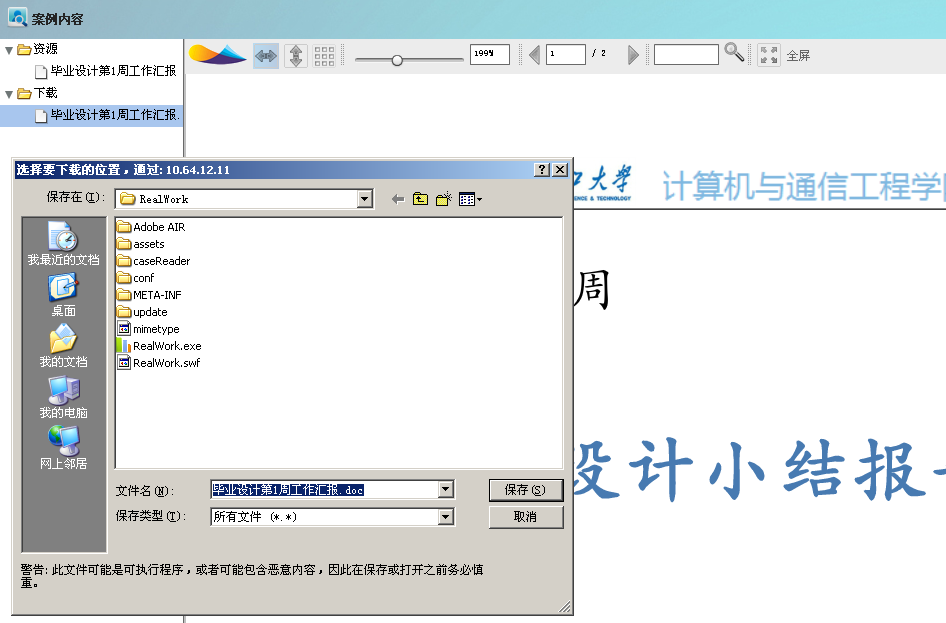 案例内容
资源
毕业设计第1周工作汇报
下载
毕业设计第1周工作汇报.
199%
1
/ 2
全屏
大学
ENCE & TECHNOLOGY
计算机与通信工程学
周
设计小结报
选择要下载的位置，通过: 10.64.12.11
保存在(I):
RealWork
我最近的文档
桌面
我的文档
我的电脑
网上邻居
Adobe AIR
assets
caseReader
conf
META-INF
update
mimetype
RealWork.exe
RealWork.swf
文件名(N):
毕业设计第1周工作汇报.doc
保存(S)
保存类型(T):
所有文件 (*.*)
取消
警告: 此文件可能是可执行程序，或者可能包含恶意内容，因此在保存或打开之前务必慎
重。